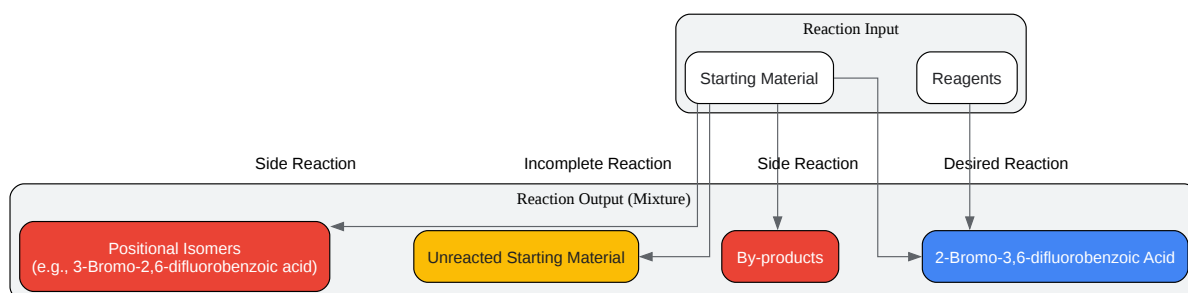 Reaction Input
Starting Material
Reagents
Side Reaction
Incomplete Reaction
Side Reaction
Desired Reaction
Reaction Output (Mixture)
Positional Isomers
(e.g., 3-Bromo-2,6-difluorobenzoic acid)
Unreacted Starting Material
By-products
2-Bromo-3,6-difluorobenzoic Acid